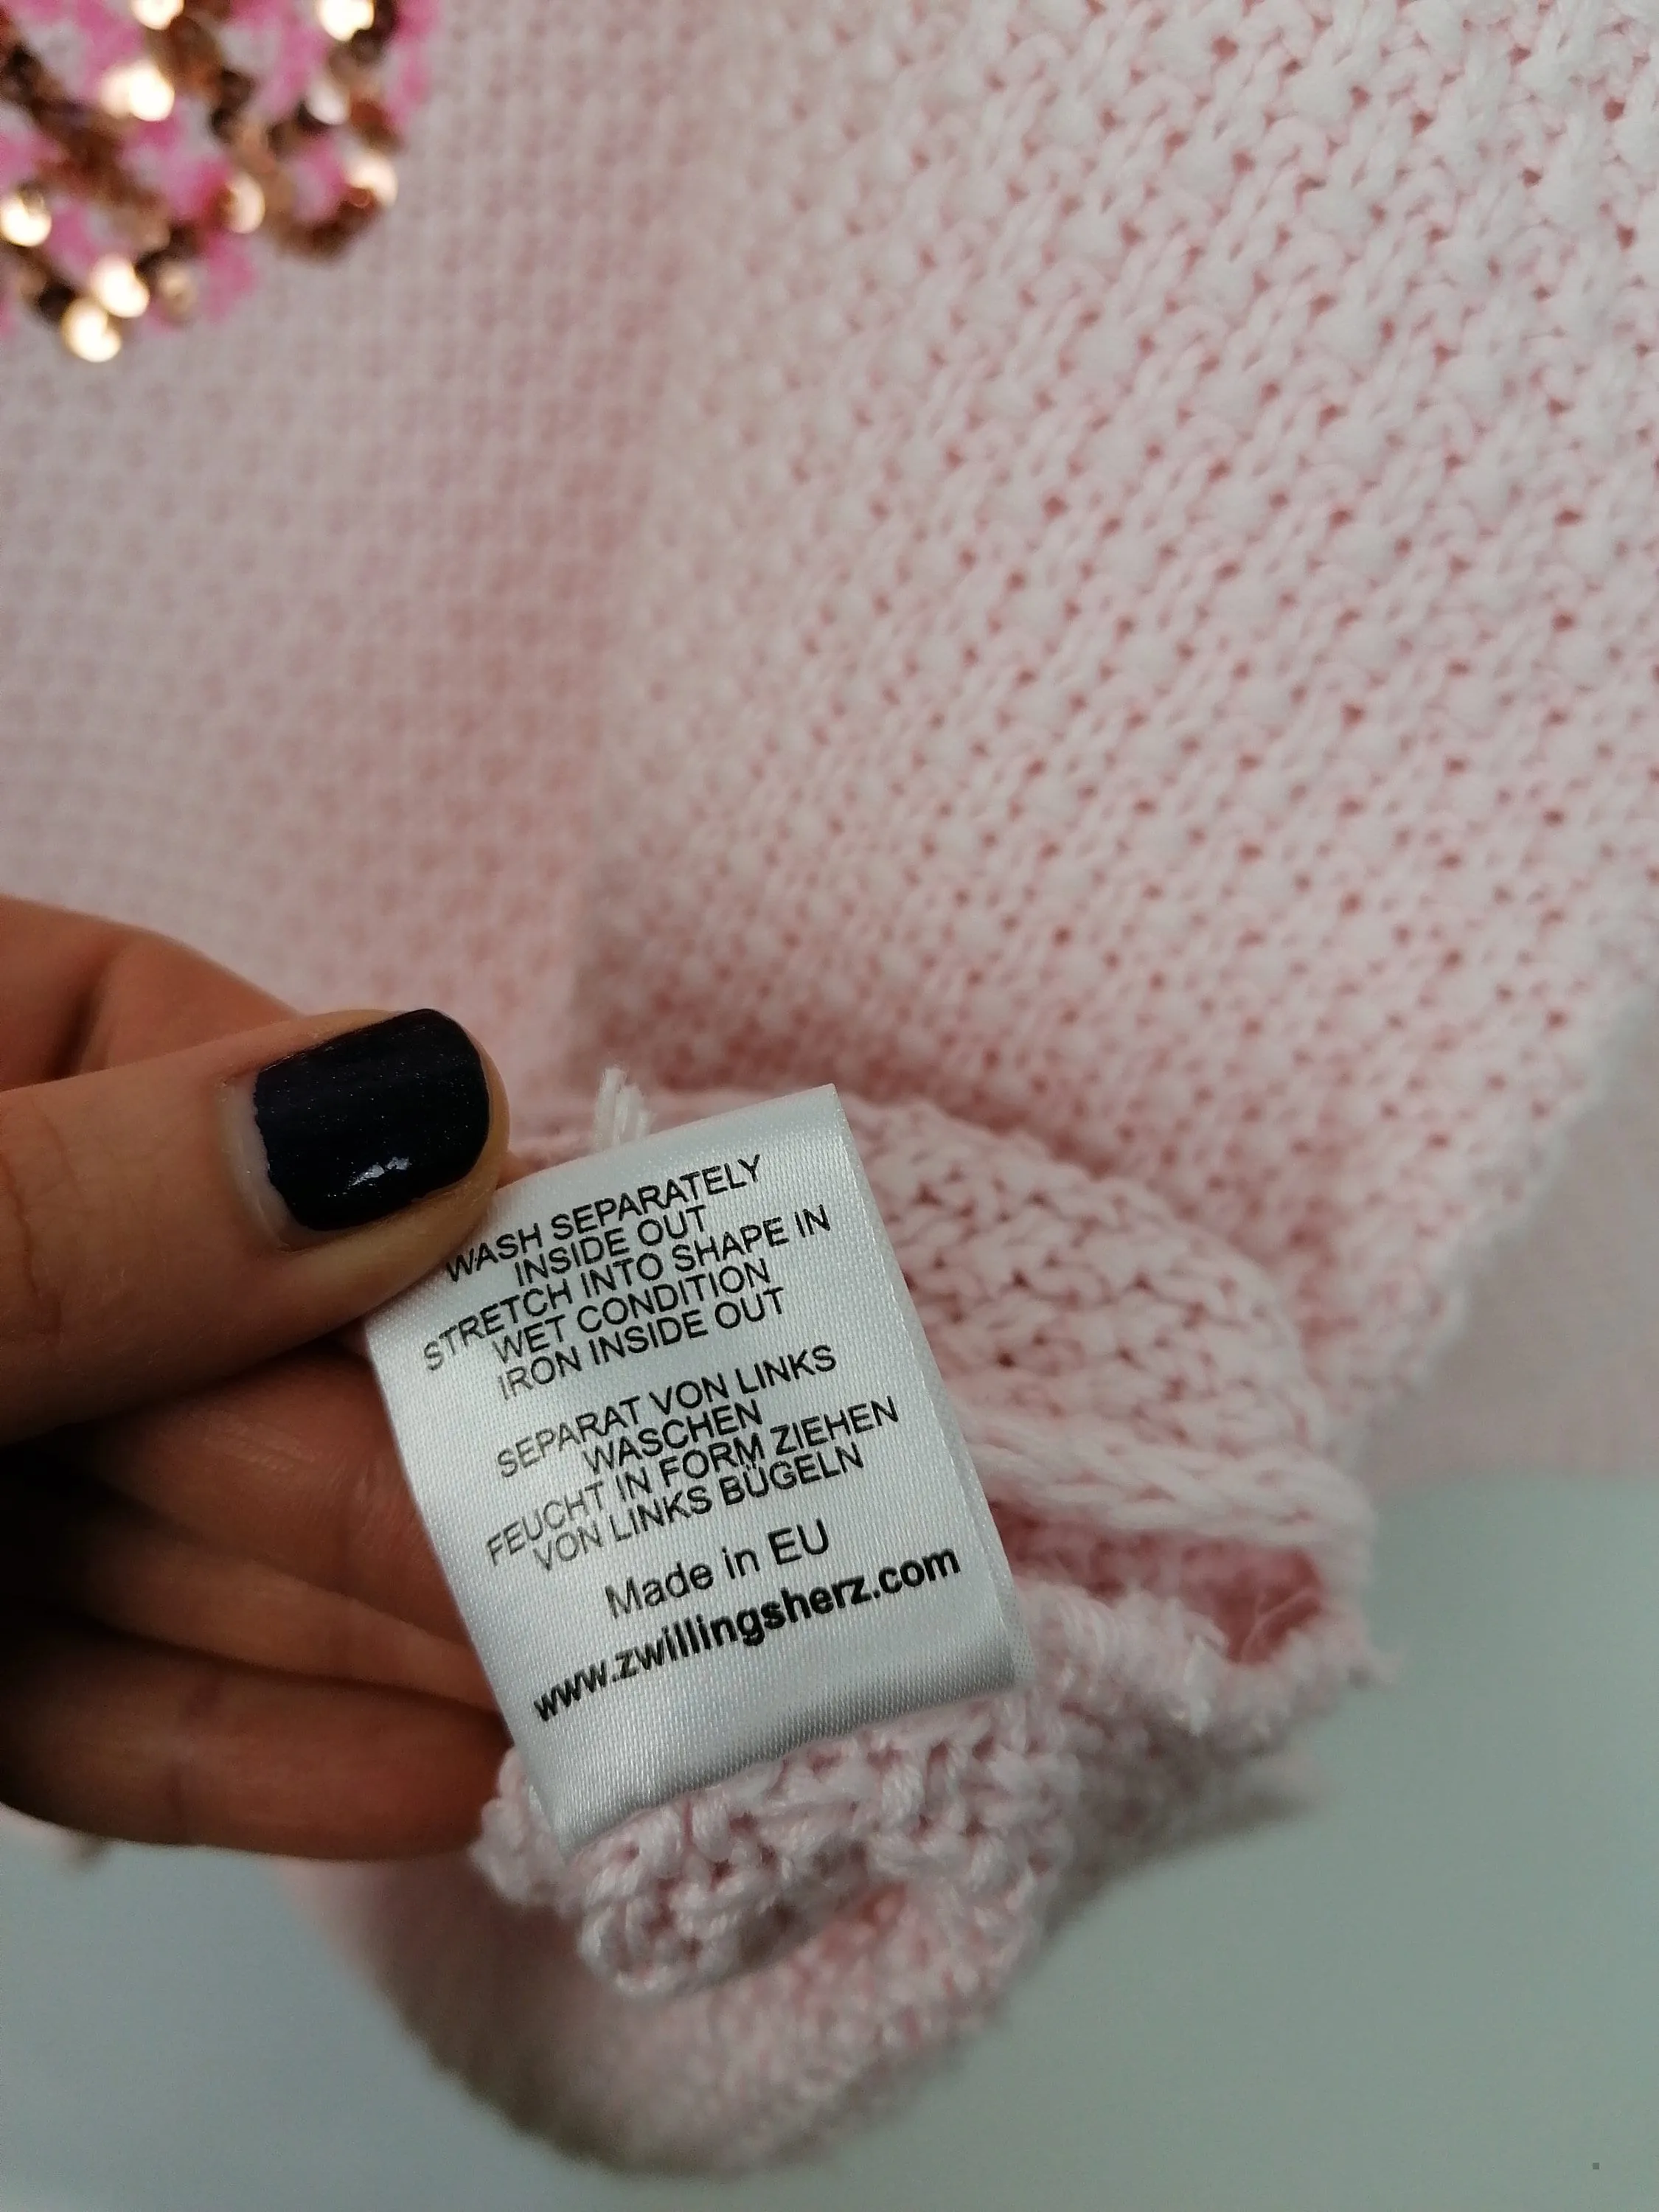 WASH SEPARATELY
INSIDE OUT
STRETCH INTO SHAPE IN
WET CONDITION
IRON INSIDE OUT
SEPARAT VON LINKS
WASCHEN
FEUCHT IN FORM ZIEHEN
VON LINKS BÜGELN
Made in EU
www.zwillingsherz.com